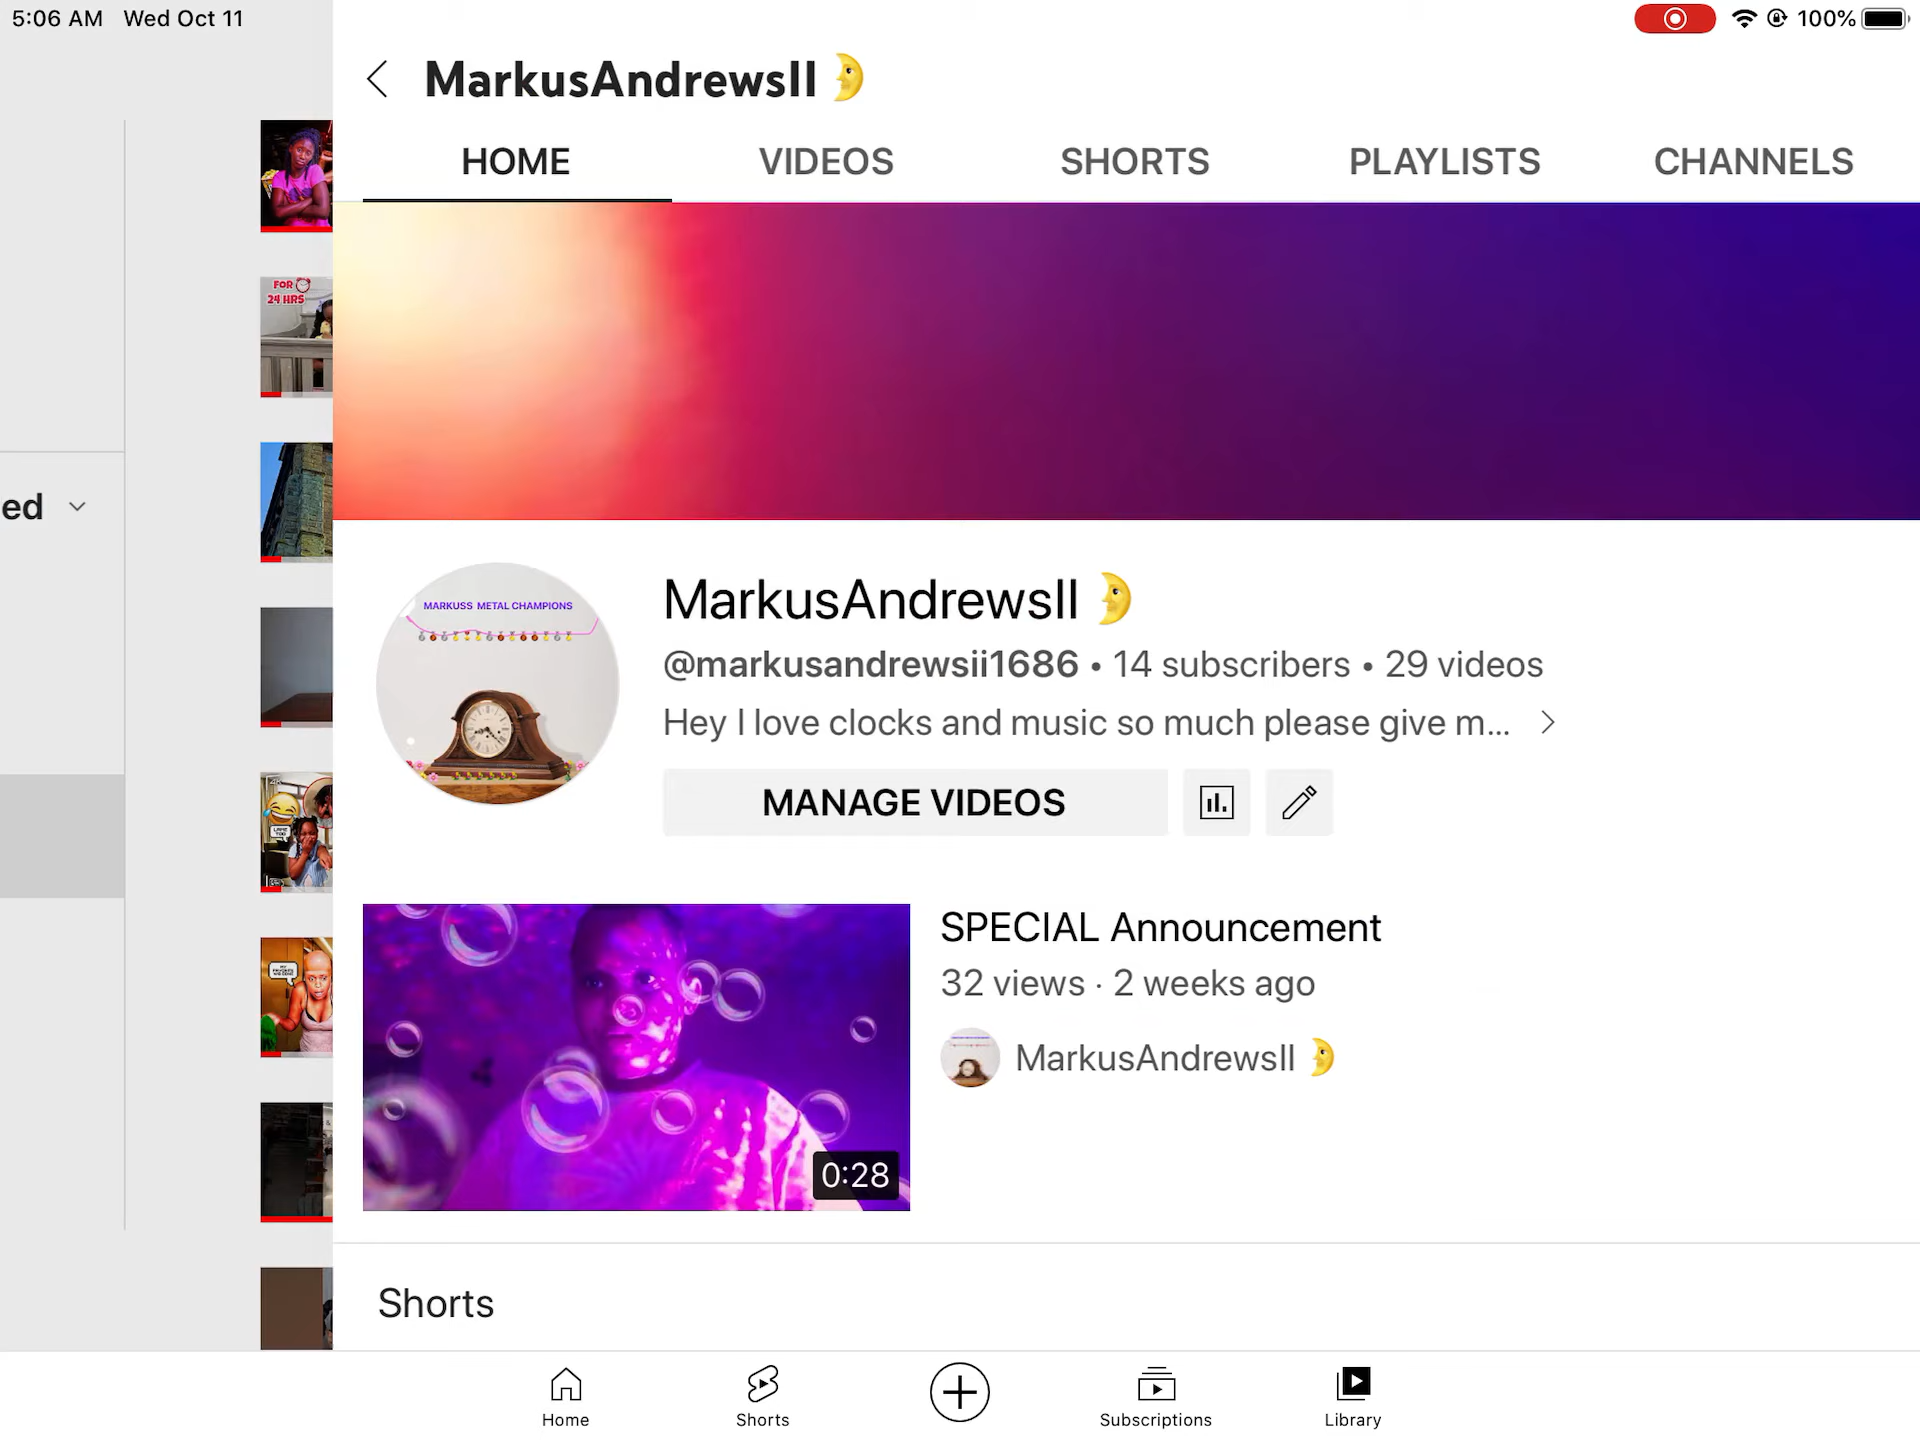 5:06 AM Wed Oct 11
100%
MarkusAndrewsII 🌛
HOME VIDEOS SHORTS PLAYLISTS CHANNELS
FOR
24 HRS
ed
MARKUSS METAL CHAMPIONS
MarkusAndrewsII 🌛
@markusandrewsii1686 • 14 subscribers • 29 videos
Hey I love clocks and music so much please give m...
MANAGE VIDEOS
SPECIAL Announcement
32 views · 2 weeks ago
MarkusAndrewsII 🌛
0:28
Shorts
Home Shorts Subscriptions Library